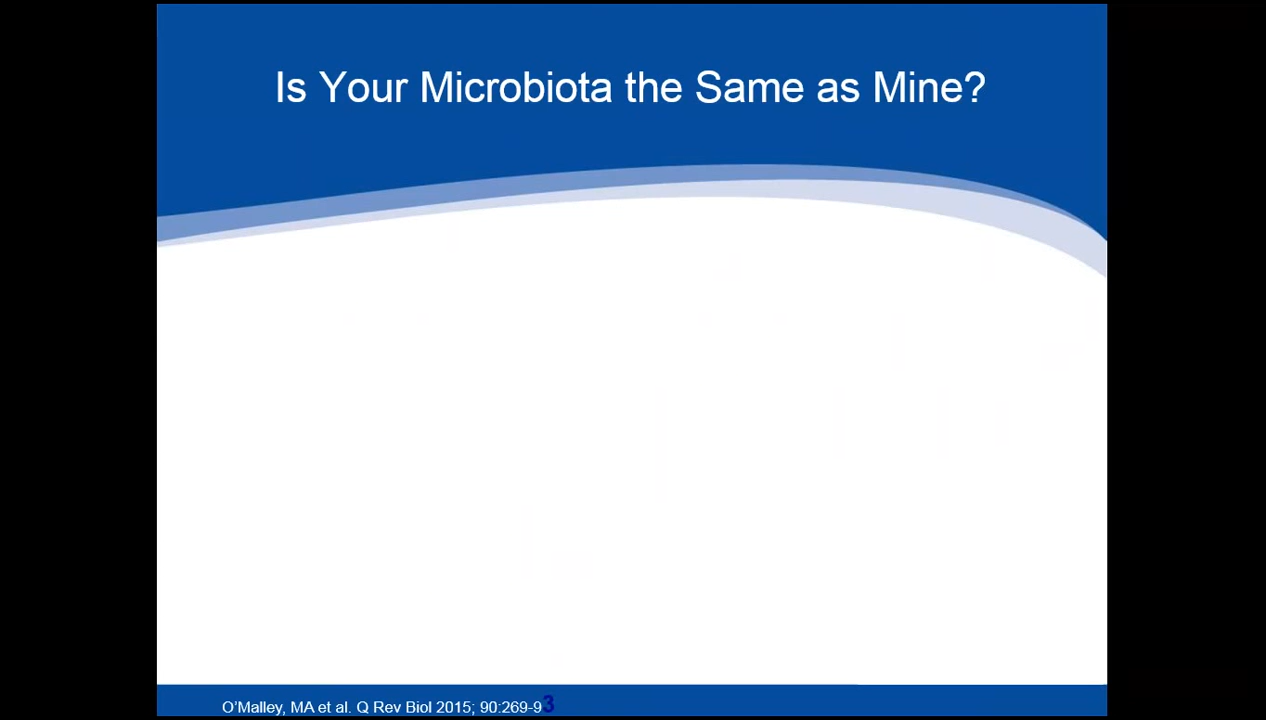 Is Your Microbiota the Same as Mine?
O’Malley, MA et al. Q Rev Biol 2015; 90:269-93